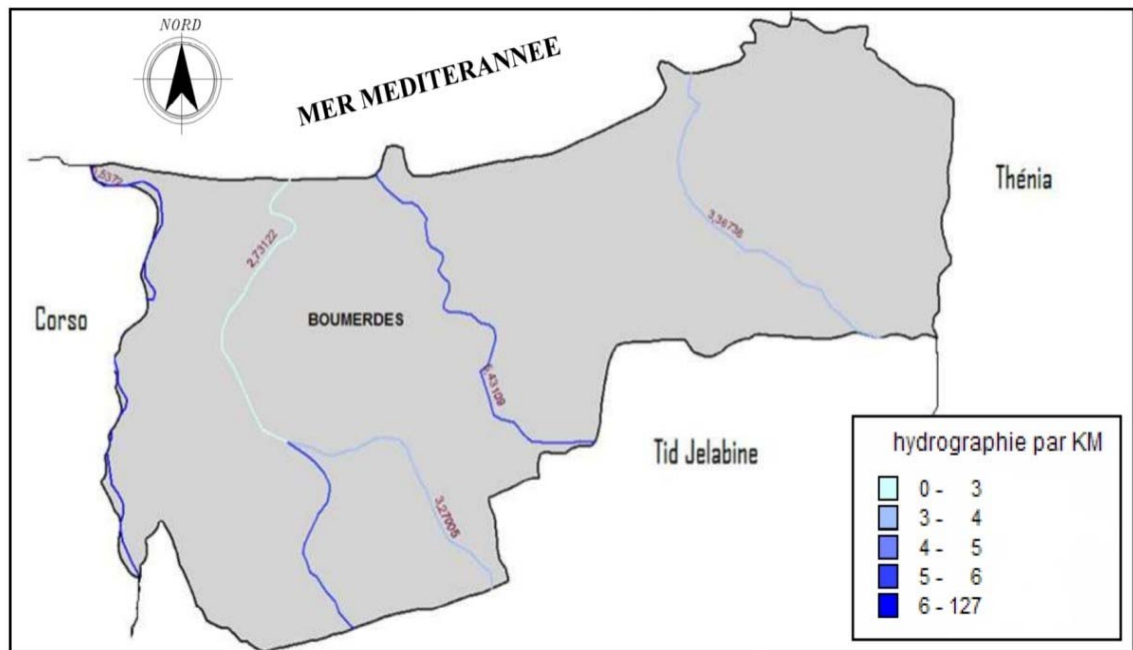 NORD
MER MEDITERANNEE
Thénia
3,36738
2,73122
Corso
BOUMERDES
Tid Jelabine
3,27005
hydrographie par KM
0 - 3
3 - 4
4 - 5
5 - 6
6 - 127